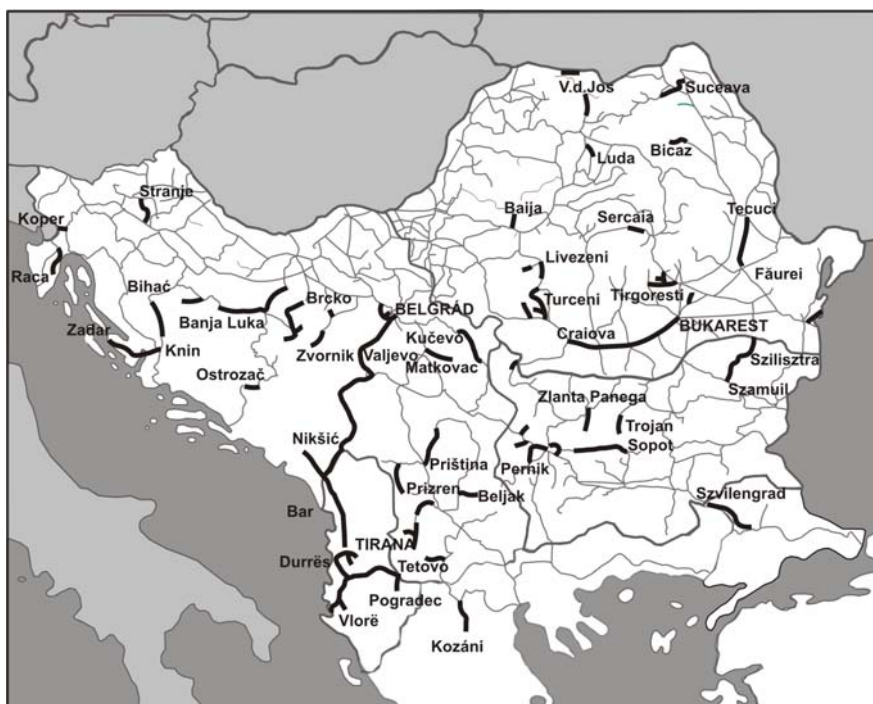 V.d.Jos
Suceava
Luda
Bicaz
Stranje
Koper
Baija
Sercaia
Tecuci
Raca
Bihać
Livezeni
Făurei
Brcko
BELGRÁD
Turceni
Tirgoresti
Zadar
Banja Luka
Kučevo
Craiova
BUKAREST
Knin
Zvornik
Valjevo
Matkovac
Szilisztra
Ostrozač
Zlanta Panega
Szamuil
Trojan
Nikšić
Sopot
Priština
Pernik
Prizren
Beljak
Szvilengrad
Bar
TIRANA
Durrës
Tetovo
Pogradec
Vlorë
Kozáni